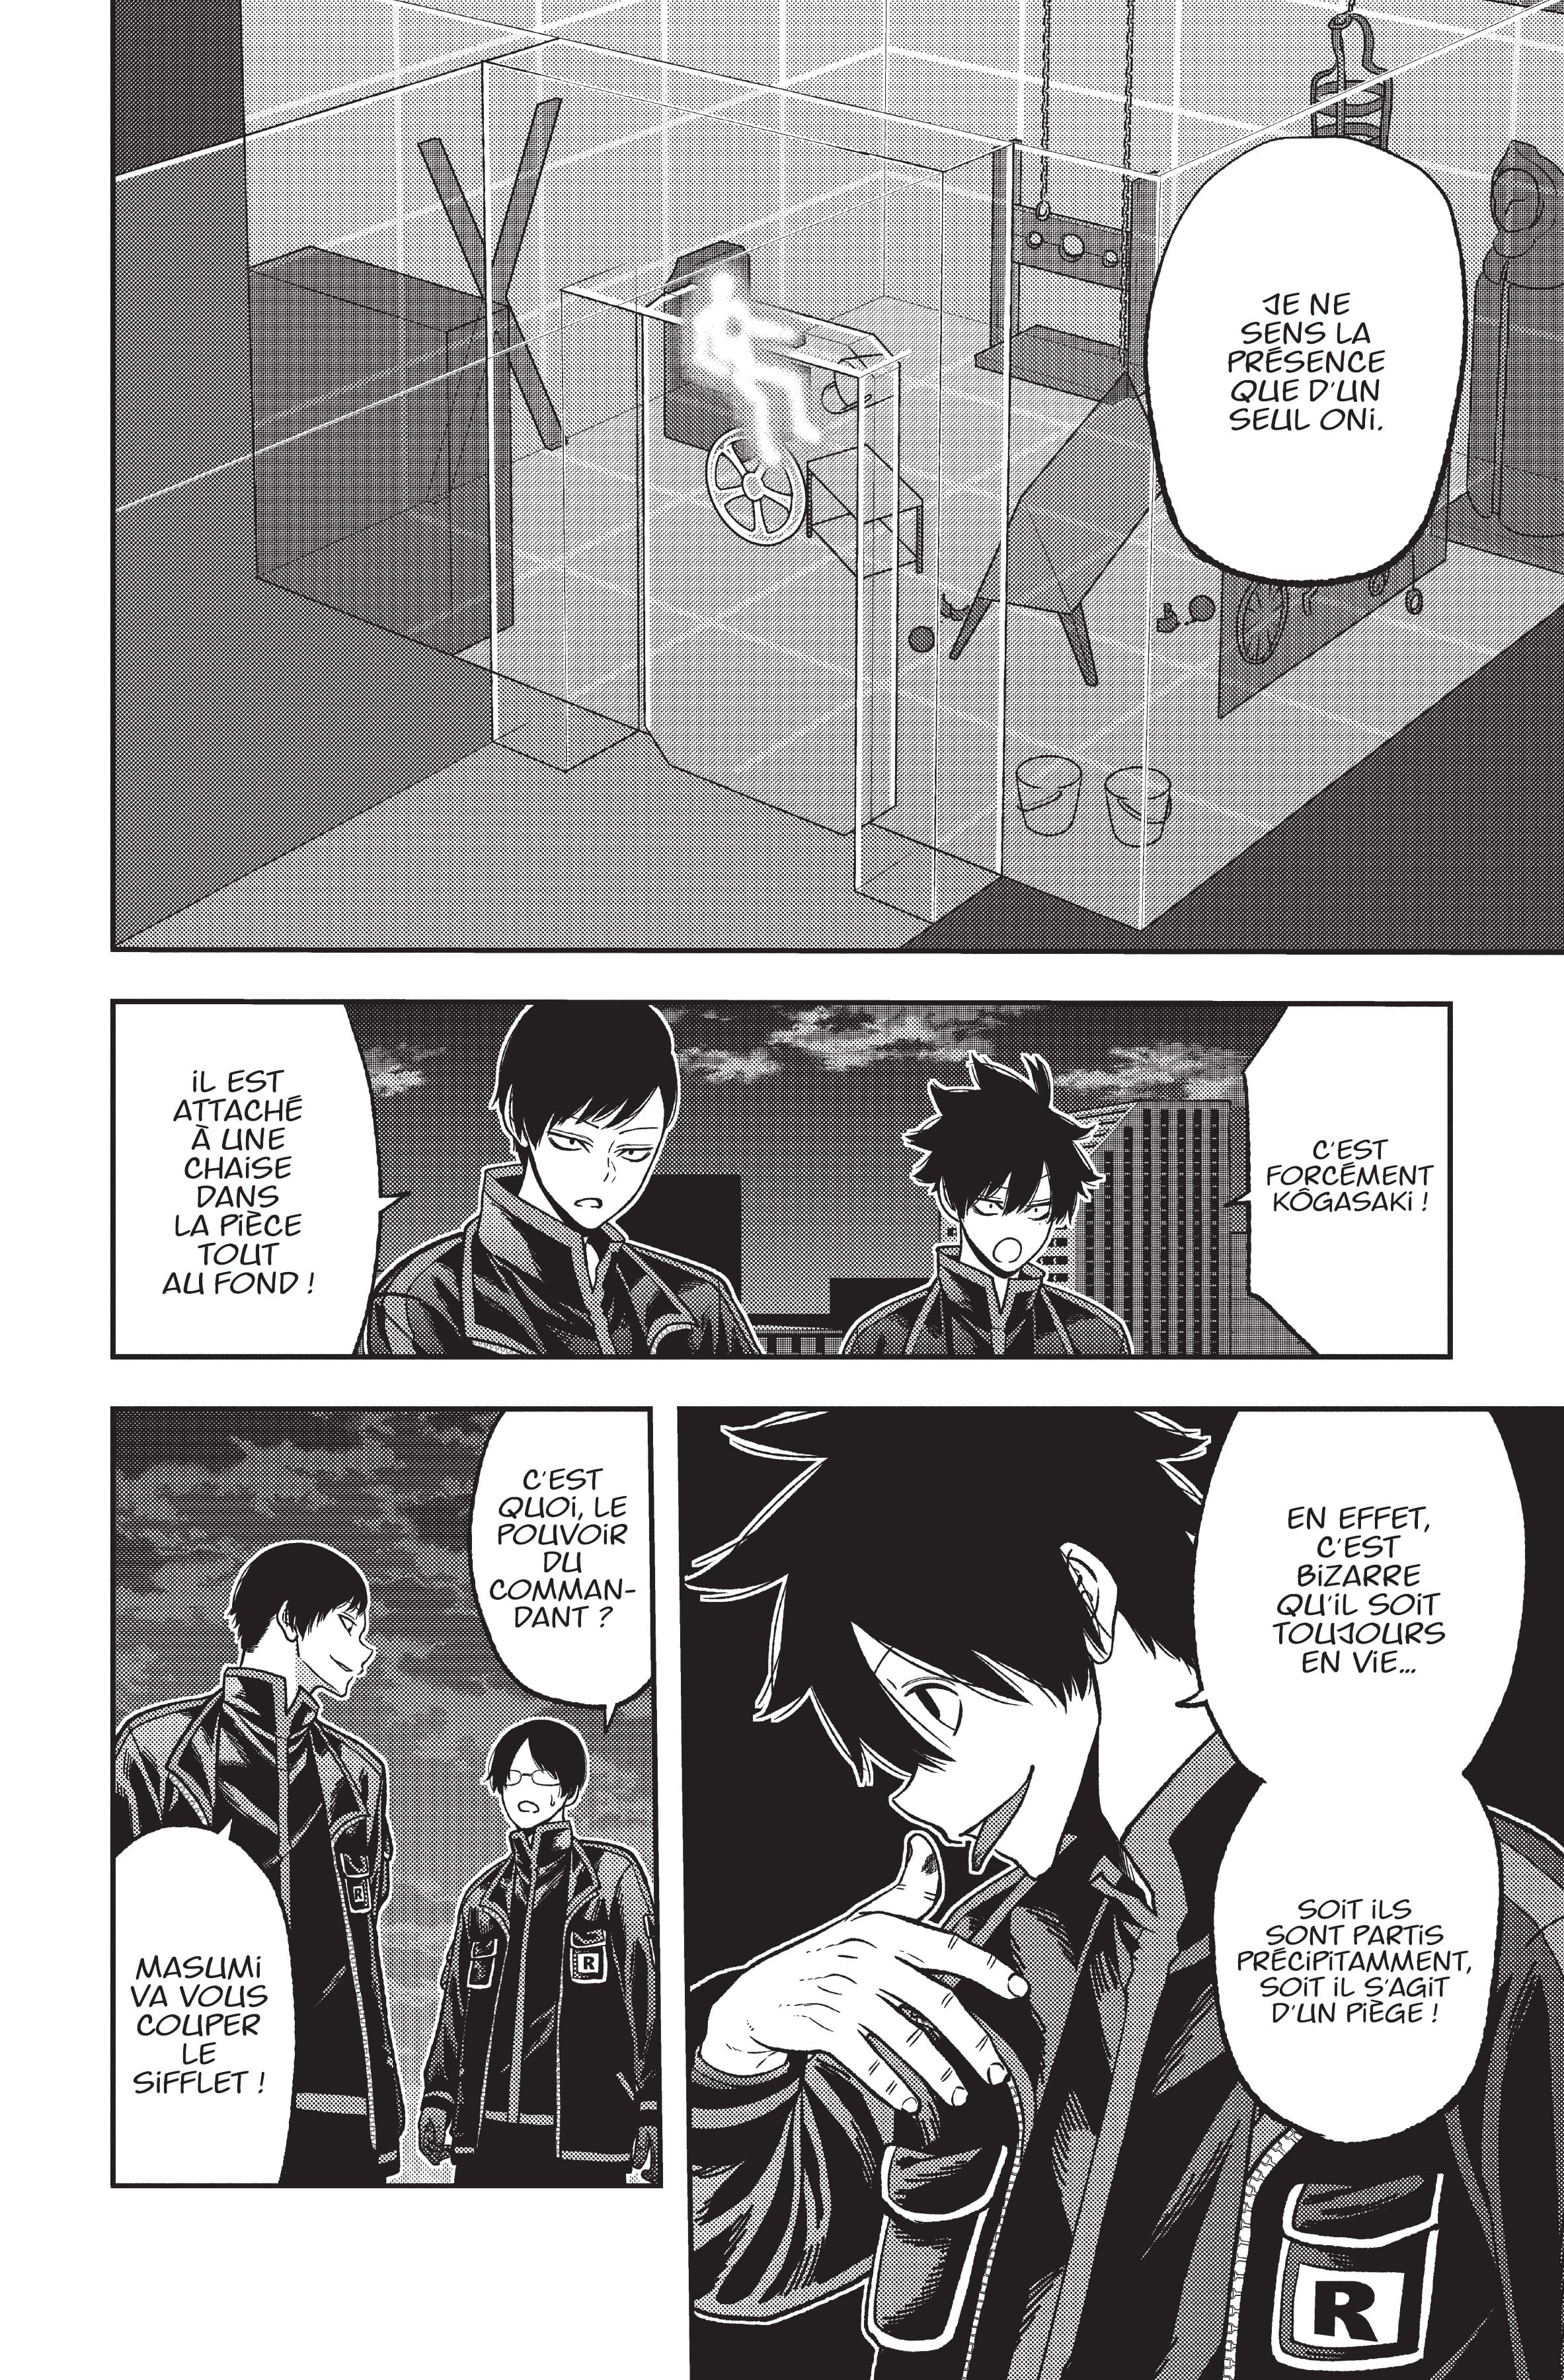 JE NE
SENS LA
PRÉSENCE
QUE D'UN
SEUL ONi.
C'EST
FORCÉMENT
KÔGASAKi !
iL EST
ATTACHÉ
À UNE
CHAiSE
DANS
LA PiÈCE
TOUT
AU FOND !
EN EFFET,
C'EST
BiZARRE
QU'iL SOiT
TOUJOURS
EN ViE...
SOiT iLS
SONT PARTiS
PRÉCiPiTAMMENT,
SOiT iL S'AGiT
D'UN PiÈGE !
R
C'EST
QUOi, LE
POUVOiR
DU
COMMAN-
DANT ?
MASUMi
VA VOUS
COUPER
LE
SiFFLET !
R
R